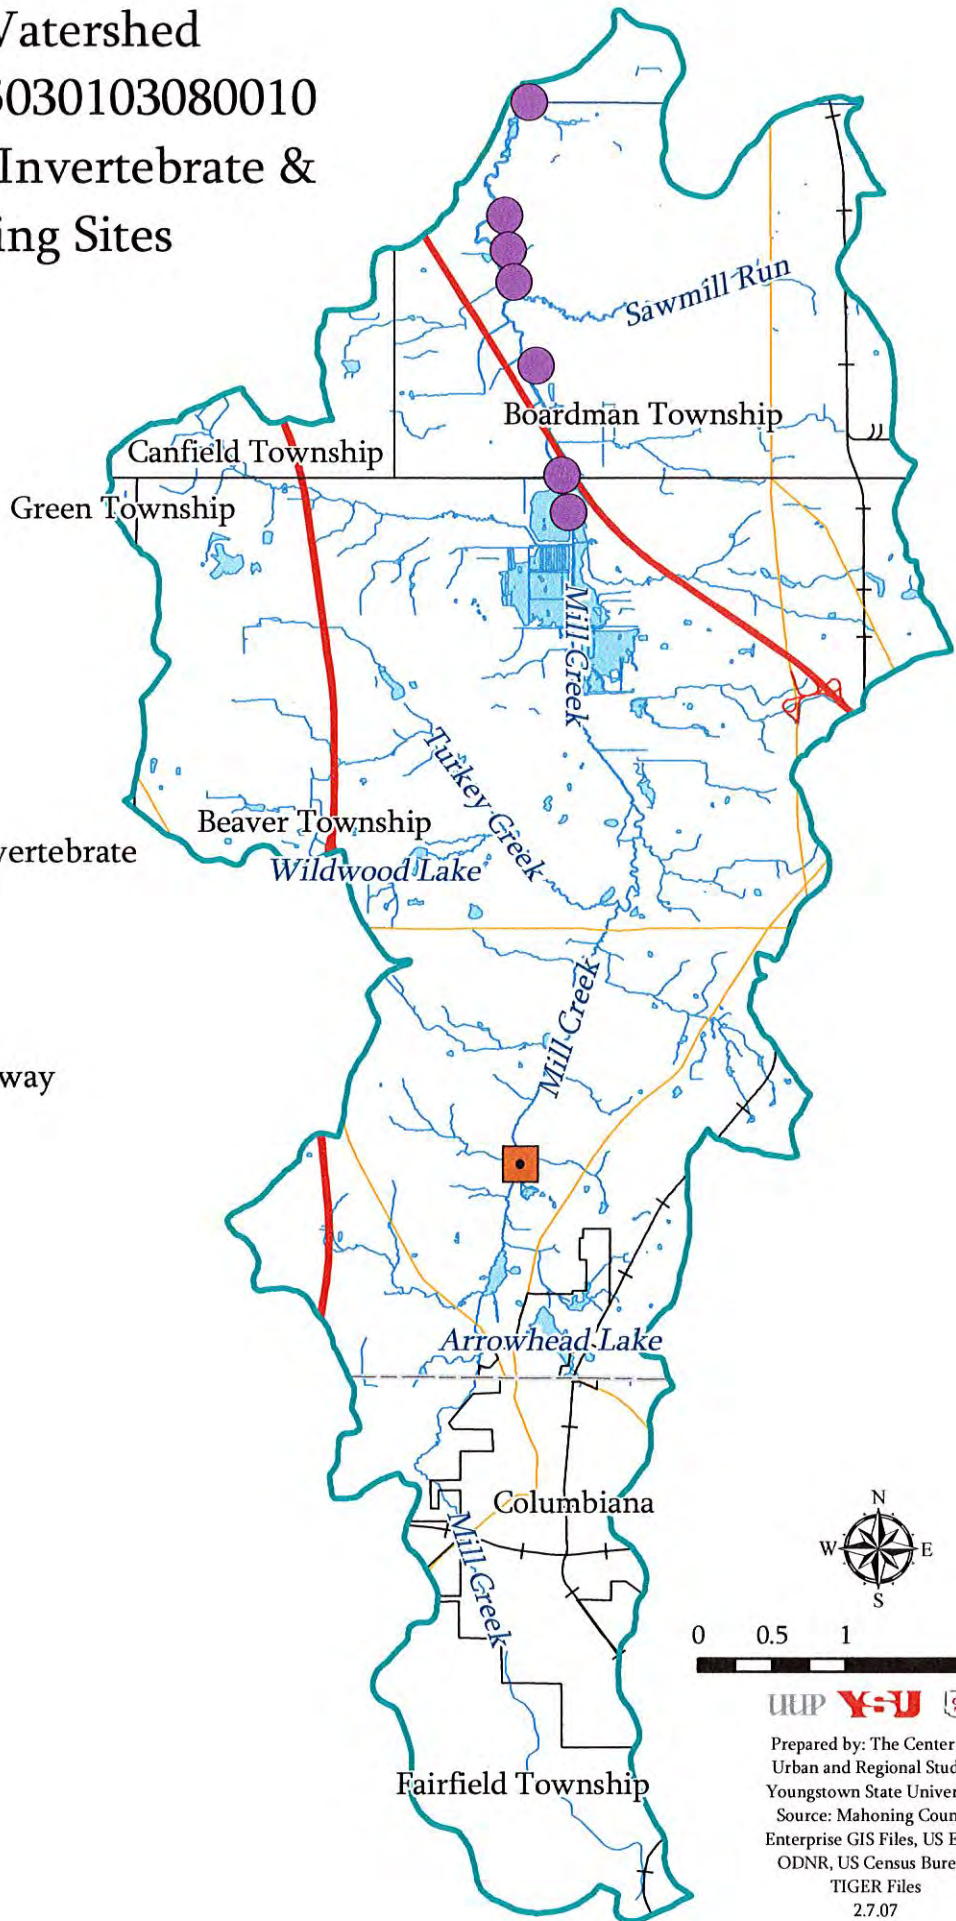 Watershed
5030103080010
Invertebrate &
ing Sites
Sawmill Run
Boardman Township
Canfield Township
Green Township
Mill Creek
Turkey Creek
Beaver Township
vertebrate
Wildwood Lake
Mill Creek
way
Arrowhead Lake
Columbiana
Mill Creek
N
W E
S
0 0.5 1
UUP YSU
Fairfield Township
Prepared by: The Center
Urban and Regional Stud
Youngstown State Univer
Source: Mahoning Coun
Enterprise GIS Files, US E
ODNR, US Census Bure
TIGER Files
2.7.07